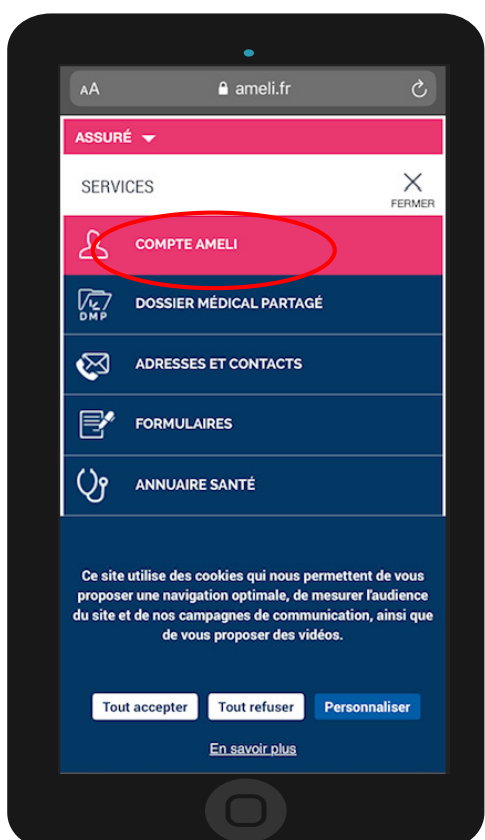 AA
ameli.fr
ASSURÉ
SERVICES
FERMER
COMPTE AMELI
DMP
DOSSIER MÉDICAL PARTAGÉ
ADRESSES ET CONTACTS
FORMULAIRES
ANNUAIRE SANTÉ
Ce site utilise des cookies qui nous permettent de vous
proposer une navigation optimale, de mesurer l'audience
du site et de nos campagnes de communication, ainsi que
de vous proposer des vidéos.
Tout accepter Tout refuser Personnaliser
En savoir plus